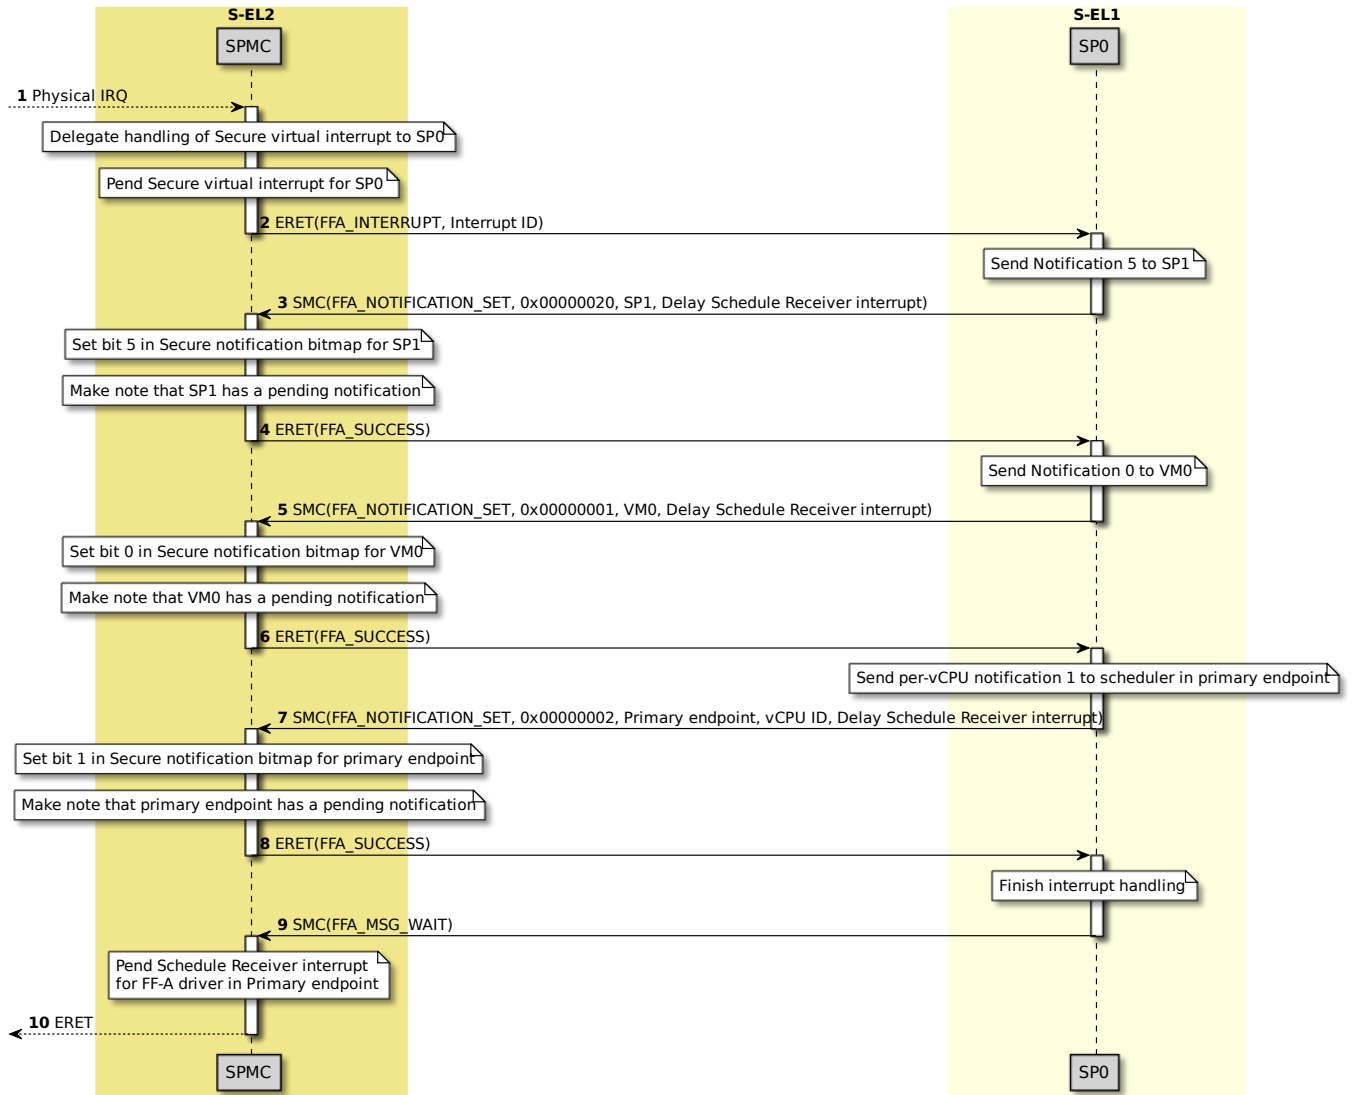 S-EL2
S-EL1
SPMC
SP0
1 Physical IRQ
Delegate handling of Secure virtual interrupt to SP0
Pend Secure virtual interrupt for SP0
2 ERET(FFA_INTERRUPT, Interrupt ID)
Send Notification 5 to SP1
3 SMC(FFA_NOTIFICATION_SET, 0x00000020, SP1, Delay Schedule Receiver interrupt)
Set bit 5 in Secure notification bitmap for SP1
Make note that SP1 has a pending notification
4 ERET(FFA_SUCCESS)
Send Notification 0 to VM0
5 SMC(FFA_NOTIFICATION_SET, 0x00000001, VM0, Delay Schedule Receiver interrupt)
Set bit 0 in Secure notification bitmap for VM0
Make note that VM0 has a pending notification
6 ERET(FFA_SUCCESS)
Send per-vCPU notification 1 to scheduler in primary endpoint
7 SMC(FFA_NOTIFICATION_SET, 0x00000002, Primary endpoint, vCPU ID, Delay Schedule Receiver interrupt)
Set bit 1 in Secure notification bitmap for primary endpoint
Make note that primary endpoint has a pending notification
8 ERET(FFA_SUCCESS)
Finish interrupt handling
9 SMC(FFA_MSG_WAIT)
Pend Schedule Receiver interrupt
for FF-A driver in Primary endpoint
10 ERET
SPMC
SP0